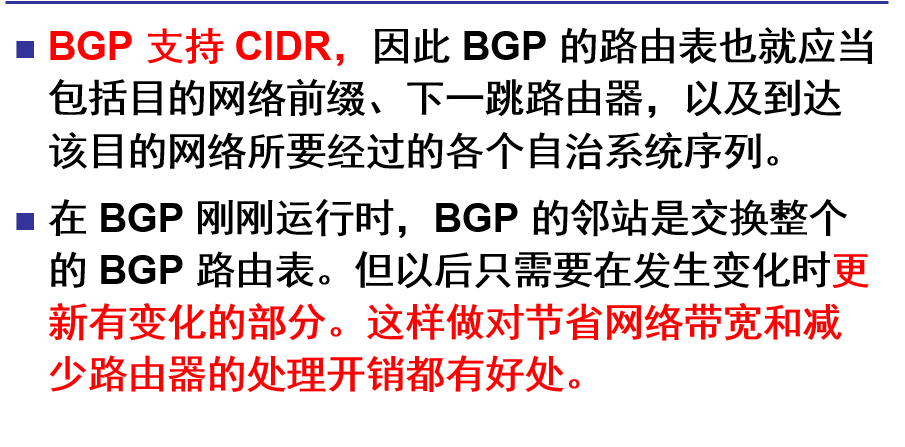 BGP 支持 CIDR，因此 BGP 的路由表也就应当
包括目的网络前缀、下一跳路由器，以及到达
该目的网络所要经过的各个自治系统序列。
在 BGP 刚刚运行时，BGP 的邻站是交换整个
的 BGP 路由表。但以后只需要在发生变化时更
新有变化的部分。这样做对节省网络带宽和减
少路由器的处理开销都有好处。